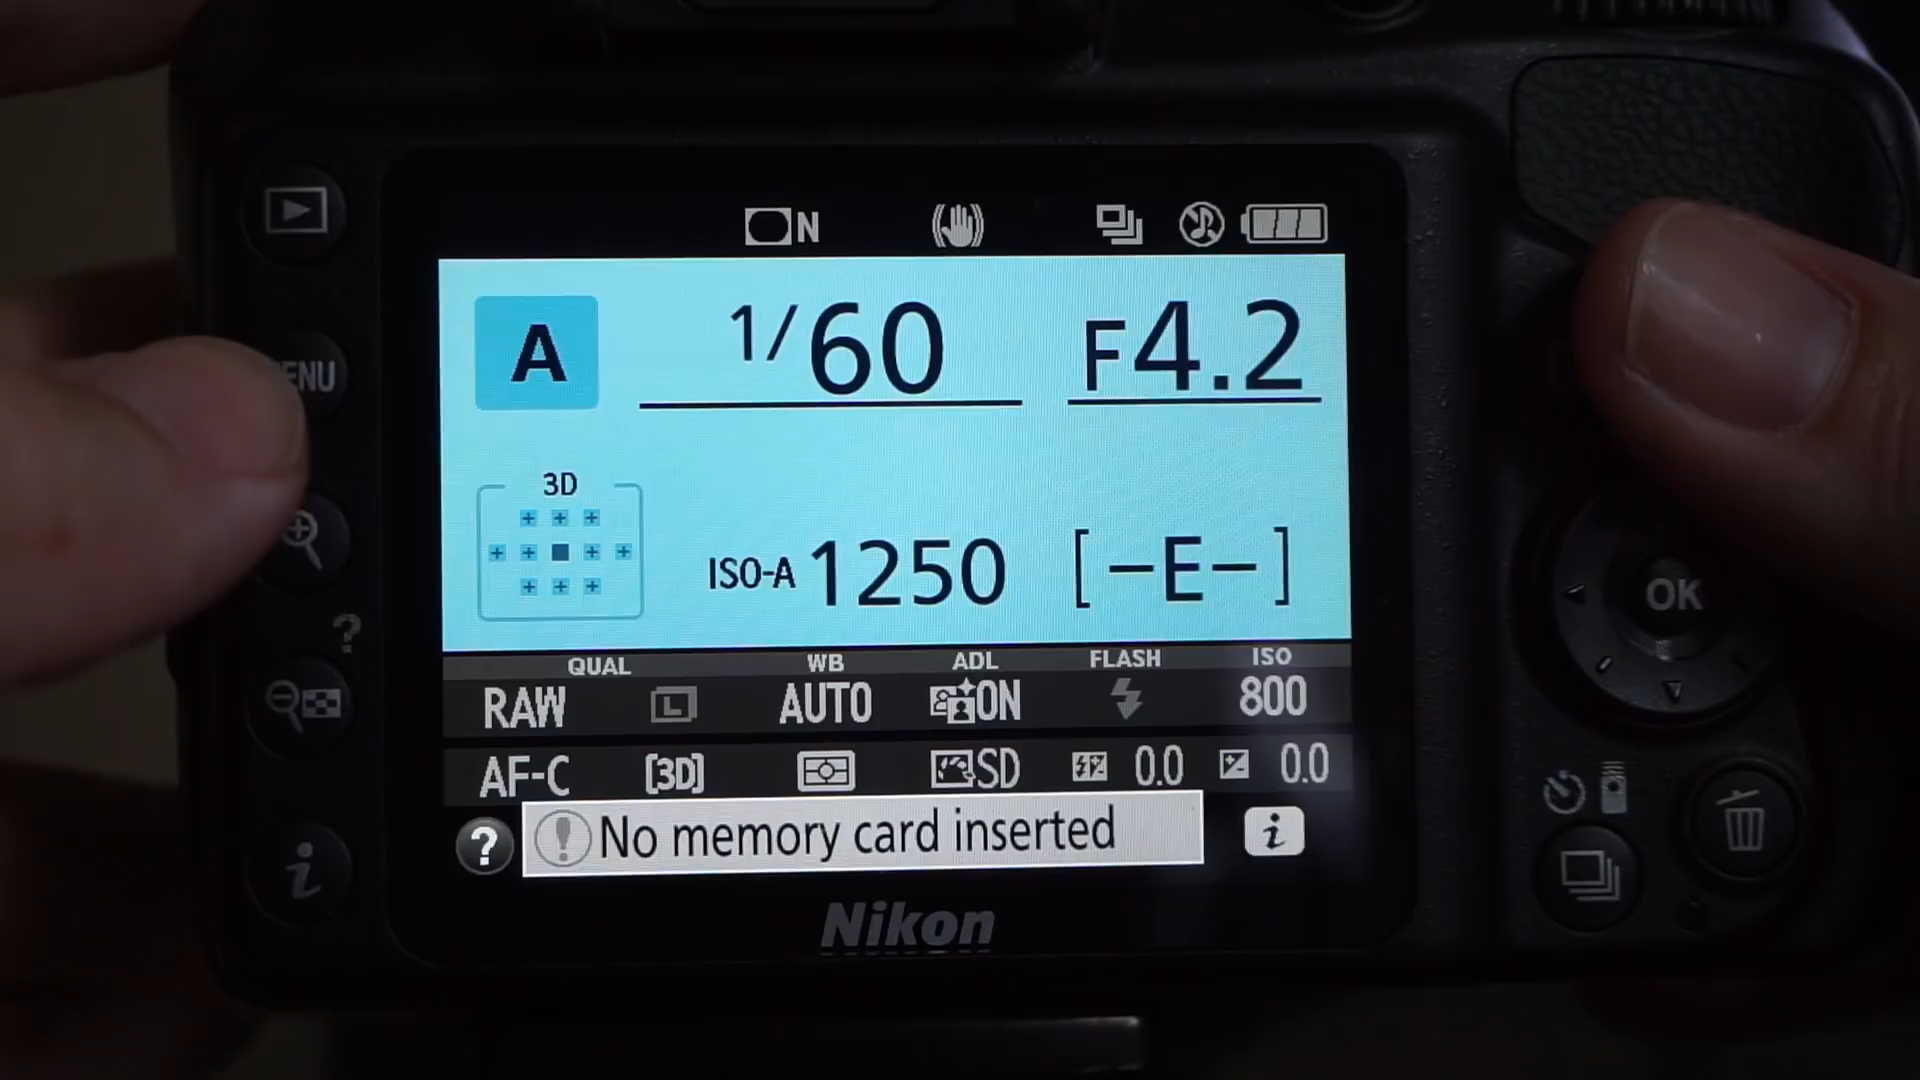 N
A 1/60 F4.2
MENU
3D
ISO-A 1250 [-E-]
?
QUAL WB ADL FLASH ISO
RAW L AUTO ON 800
AF-C [3D] SD 0.0 0.0
? No memory card inserted i
i
OK
Nikon